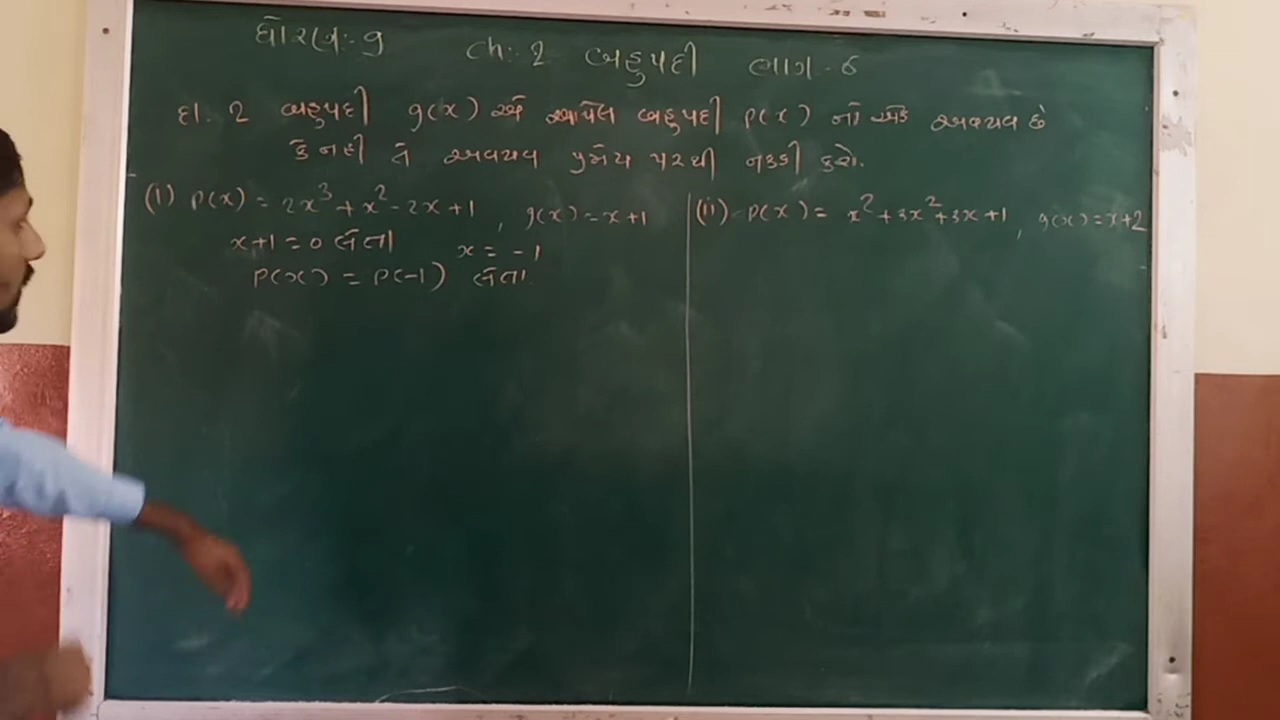 ધોરણ:- 9 Ch:- 2 બહુપદી ભાગ - 6
દા. 2 બહુપદી g(x) એ આપેલ બહુપદી P(x) નો એક અવયવ છે
કે નહી તે અવયવ પ્રમેય પરથી નક્કી કરો.
(i) P(x) = 2x³ + x² - 2x + 1 , g(x) = x + 1
x + 1 = 0 લેતા x = - 1
P(x) = P(-1) લેતા
(ii) P(x) = x² + 3x² + 3x + 1 , g(x) = x + 2